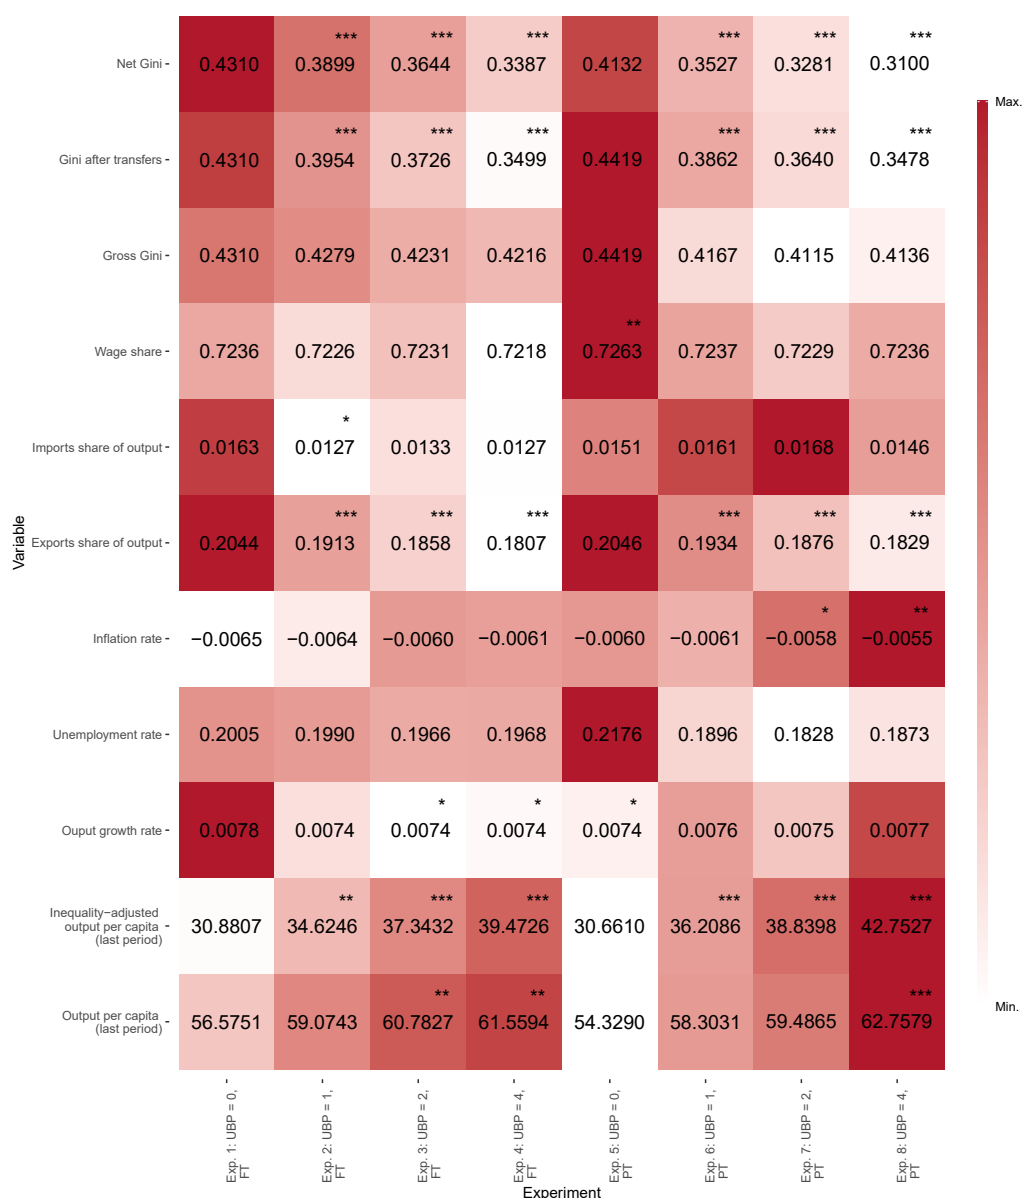 *** *** *** *** *** ***
Net Gini
0.4310 0.3899 0.3644 0.3387 0.4132 0.3527 0.3281 0.3100
Max.
*** *** *** *** *** ***
Gini after transfers
0.4310 0.3954 0.3726 0.3499 0.4419 0.3862 0.3640 0.3478
Gross Gini
0.4310 0.4279 0.4231 0.4216 0.4419 0.4167 0.4115 0.4136
**
Wage share
0.7236 0.7226 0.7231 0.7218 0.7263 0.7237 0.7229 0.7236
*
Imports share of output
0.0163 0.0127 0.0133 0.0127 0.0151 0.0161 0.0168 0.0146
Variable
*** *** *** *** *** ***
Exports share of output
0.2044 0.1913 0.1858 0.1807 0.2046 0.1934 0.1876 0.1829
* **
Inflation rate
−0.0065 −0.0064 −0.0060 −0.0061 −0.0060 −0.0061 −0.0058 −0.0055
Unemployment rate
0.2005 0.1990 0.1966 0.1968 0.2176 0.1896 0.1828 0.1873
* * *
Ouput growth rate
0.0078 0.0074 0.0074 0.0074 0.0074 0.0076 0.0075 0.0077
** *** *** *** *** ***
Inequality−adjusted
output per capita
(last period)
30.8807 34.6246 37.3432 39.4726 30.6610 36.2086 38.8398 42.7527
Min.
** ** ***
Output per capita
(last period)
56.5751 59.0743 60.7827 61.5594 54.3290 58.3031 59.4865 62.7579
Exp. 1: UBP = 0,
FT
Exp. 2: UBP = 1,
FT
Exp. 3: UBP = 2,
FT
Exp. 4: UBP = 4,
FT
Exp. 5: UBP = 0,
PT
Exp. 6: UBP = 1,
PT
Exp. 7: UBP = 2,
PT
Exp. 8: UBP = 4,
PT
Experiment